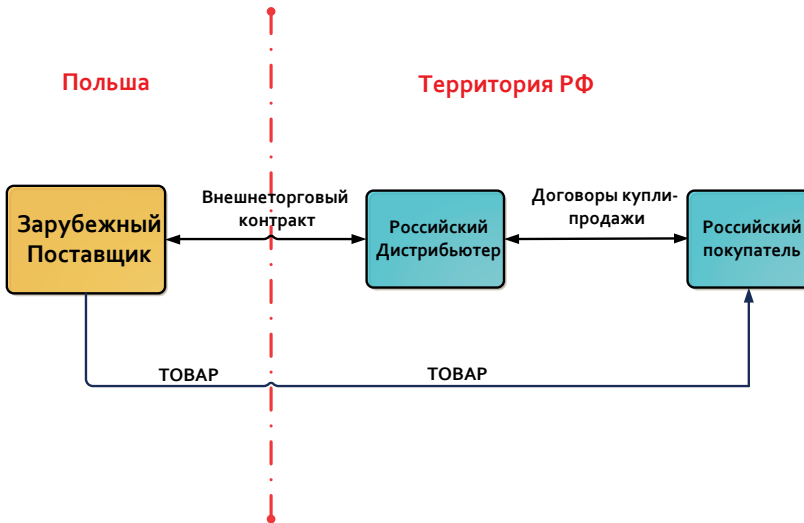 Польша
Территория РФ
Зарубежный
Поставщик
Внешнеторговый
контракт
Российский
Дистрибьютер
Договоры купли-
продажи
Российский
покупатель
ТОВАР
ТОВАР